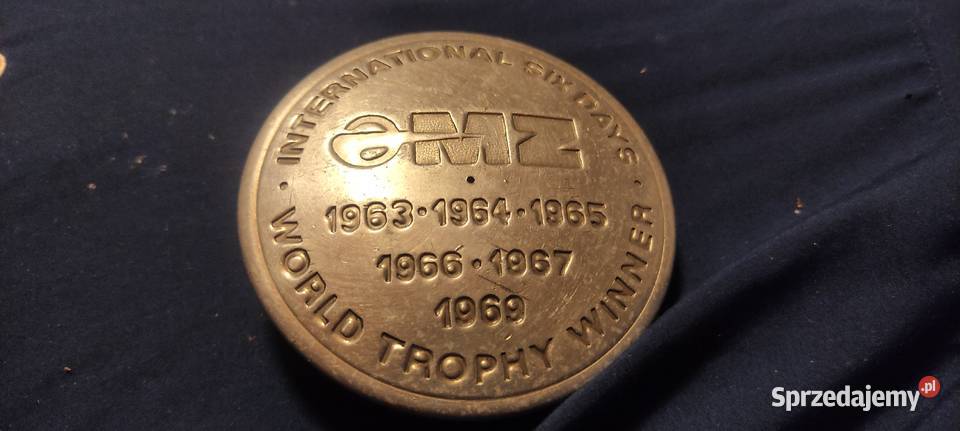 INTERNATIONAL SIX DAYS
MZ
1963·1964·1965
1966·1967
1969
· WORLD TROPHY WINNER ·
Sprzedajemy.pl